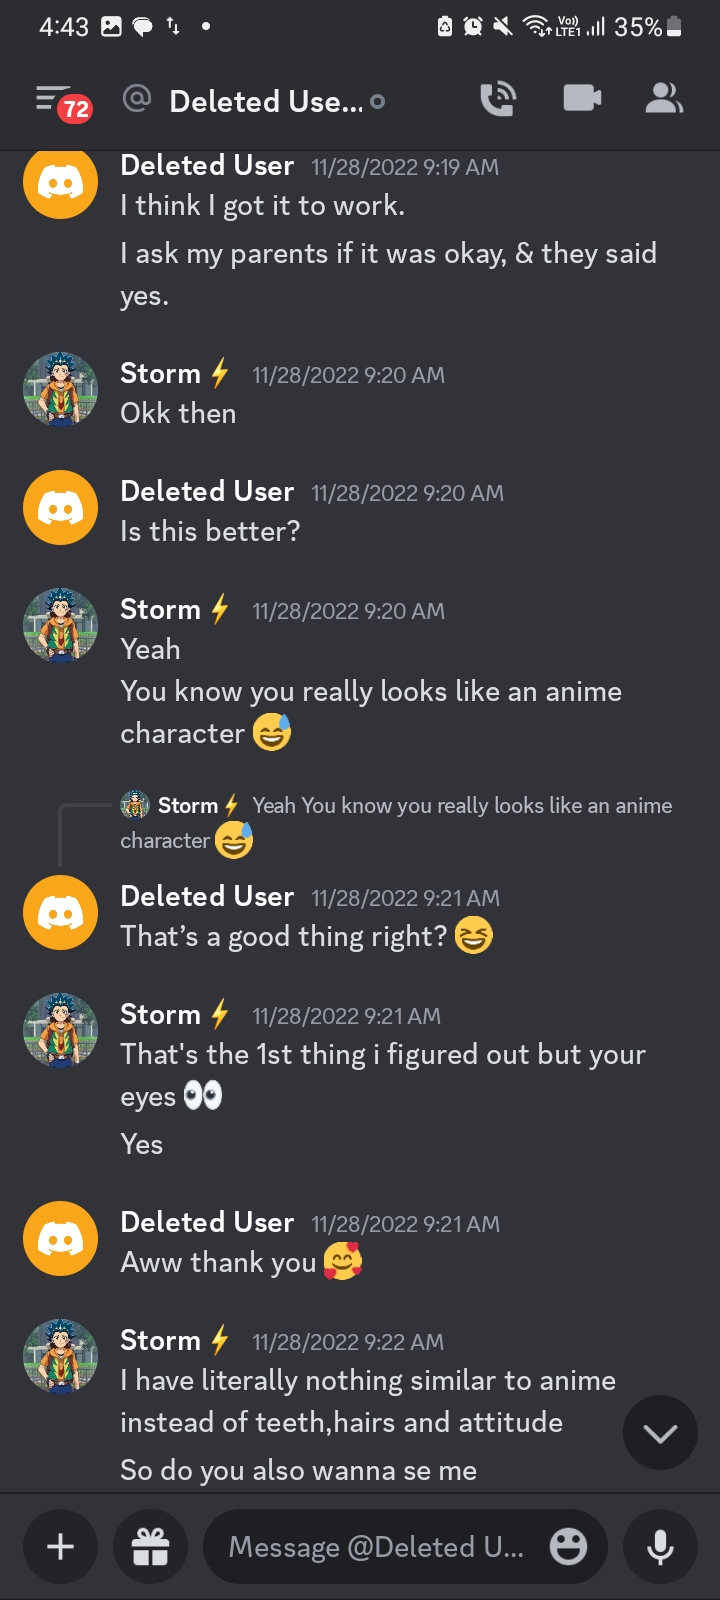 4:43
Vo))
LTE1
35%
72
@ Deleted Use...
Deleted User 11/28/2022 9:19 AM
I think I got it to work.
I ask my parents if it was okay, & they said
yes.
Storm⚡ 11/28/2022 9:20 AM
Okk then
Deleted User 11/28/2022 9:20 AM
Is this better?
Storm⚡ 11/28/2022 9:20 AM
Yeah
You know you really looks like an anime
character 😅
Storm⚡ Yeah You know you really looks like an anime
character 😅
Deleted User 11/28/2022 9:21 AM
That’s a good thing right? 😆
Storm⚡ 11/28/2022 9:21 AM
That's the 1st thing i figured out but your
eyes 👀
Yes
Deleted User 11/28/2022 9:21 AM
Aww thank you 🥰
Storm⚡ 11/28/2022 9:22 AM
I have literally nothing similar to anime
instead of teeth,hairs and attitude
So do you also wanna se me
Message @Deleted U...